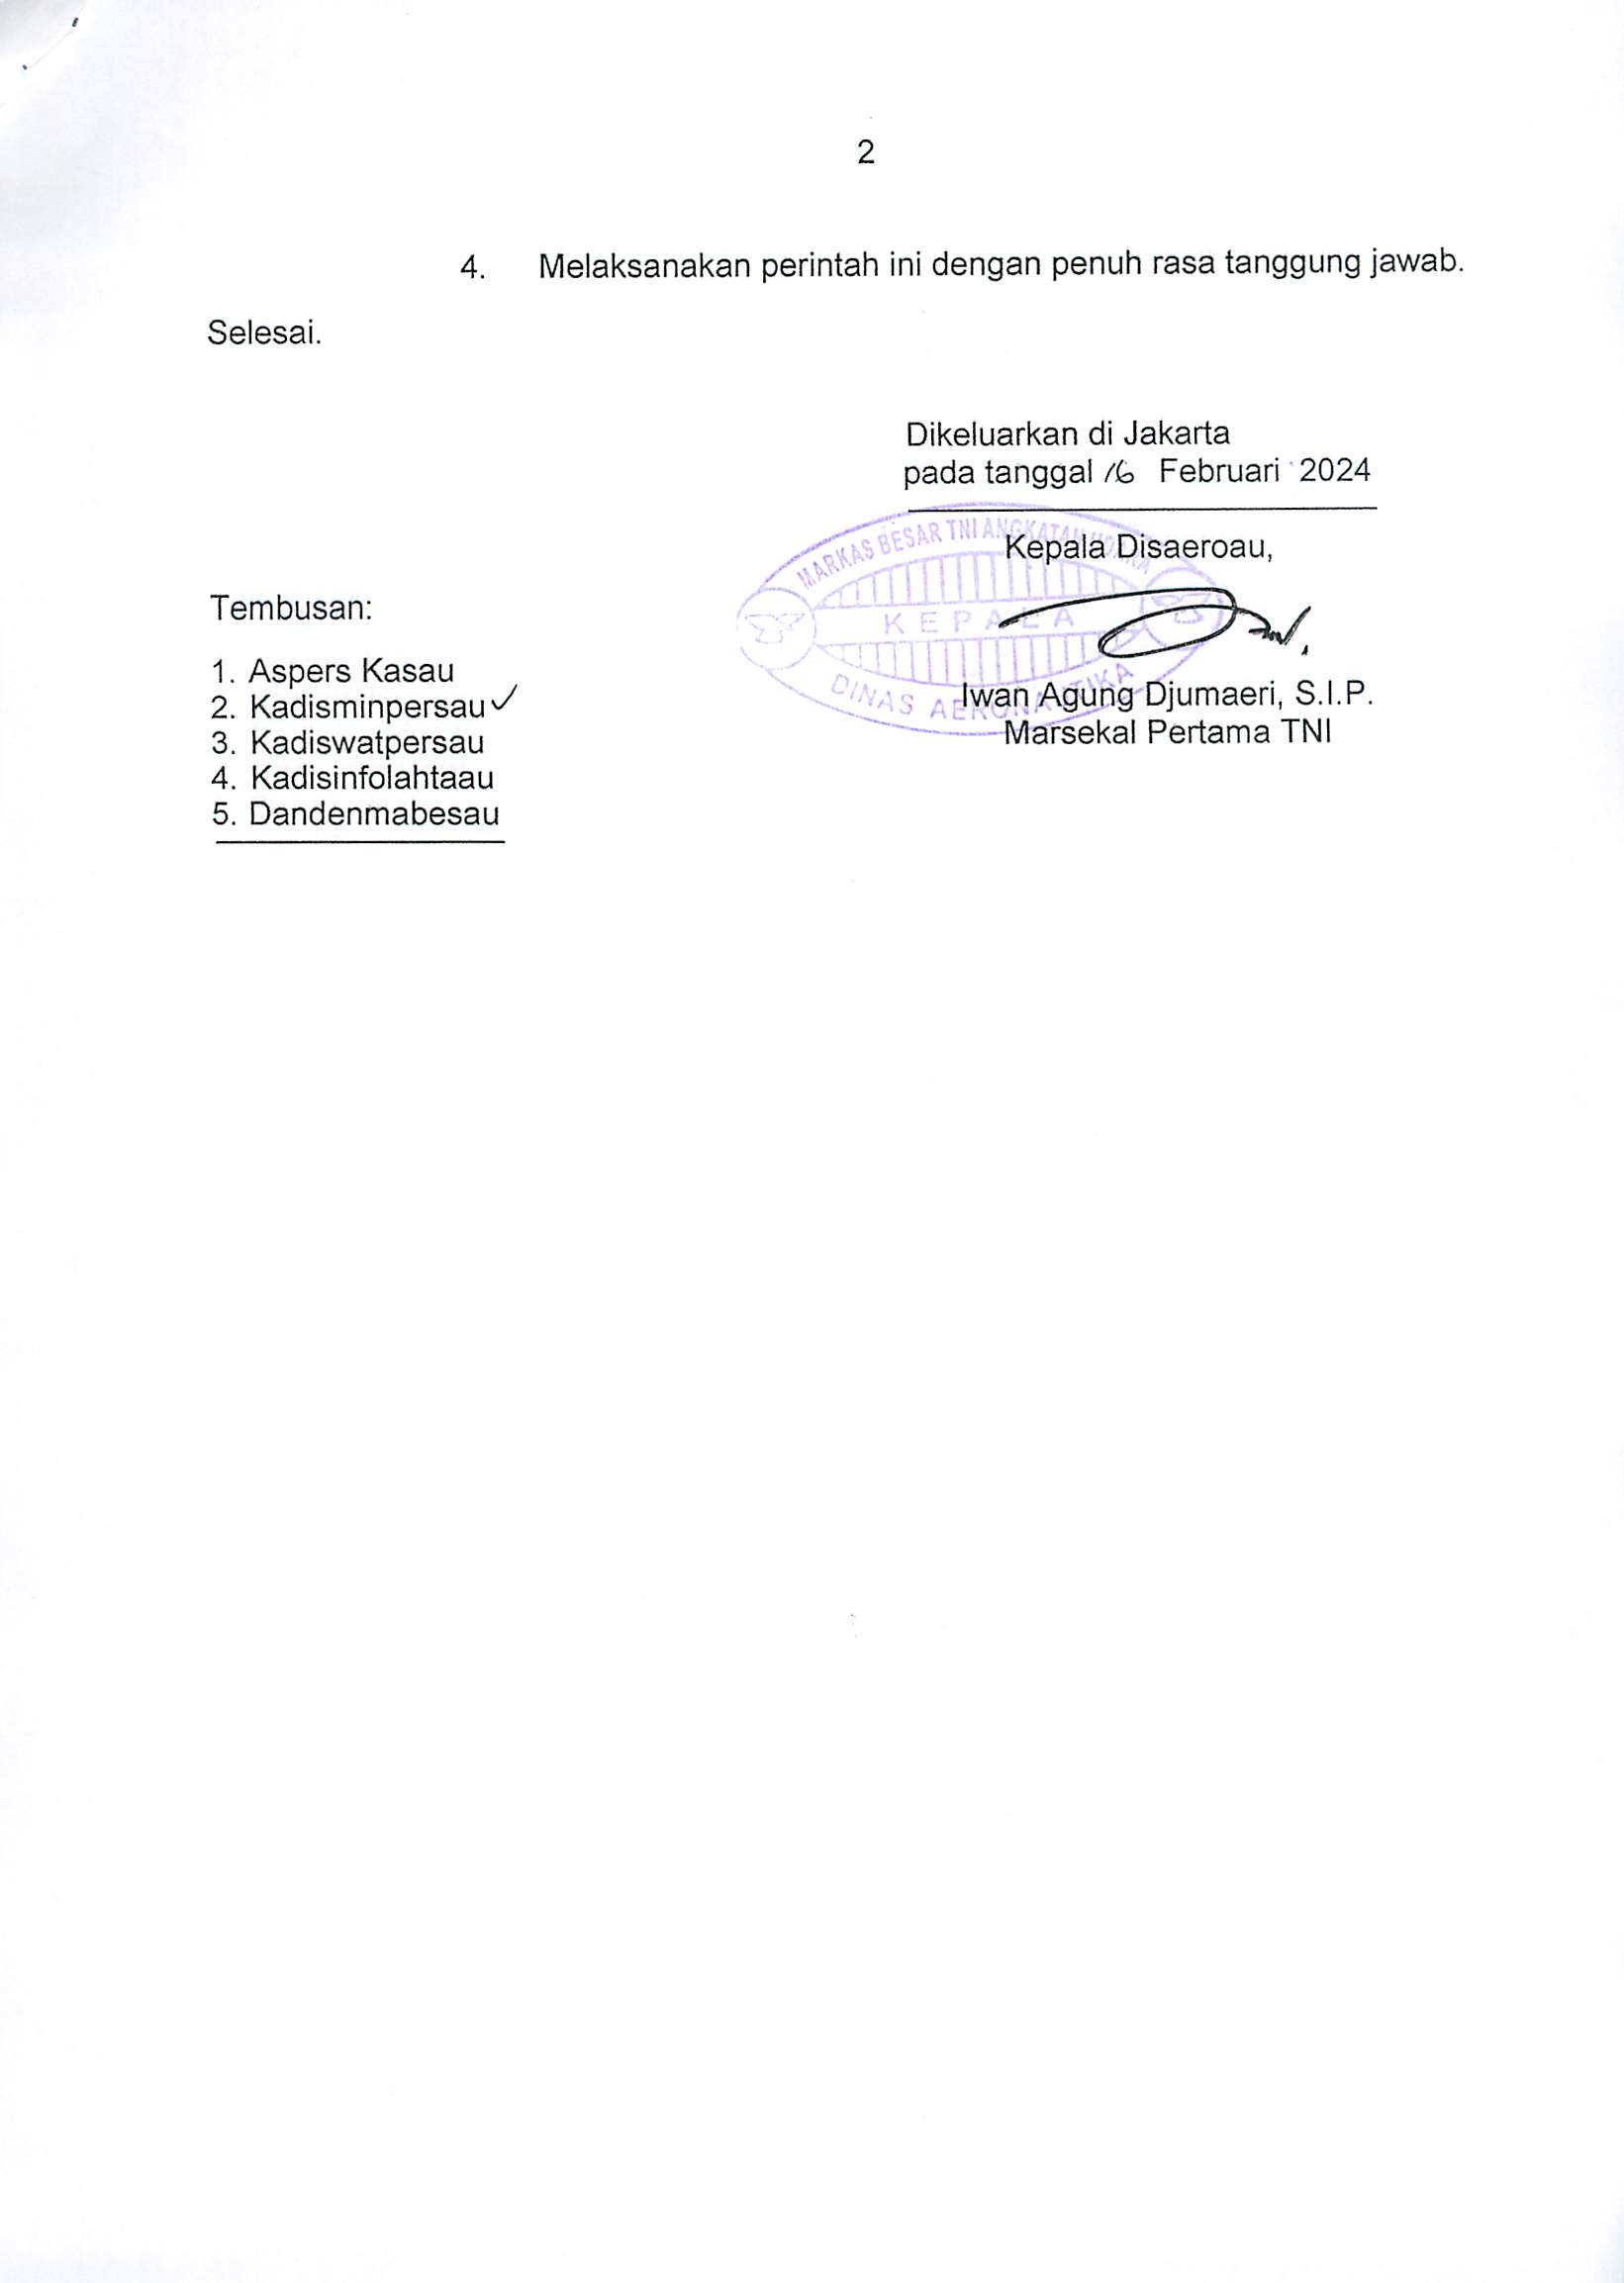 2
4. Melaksanakan perintah ini dengan penuh rasa tanggung jawab.
Selesai.
Dikeluarkan di Jakarta
pada tanggal 16 Februari 2024
Kepala Disaeroau,
MARKAS BESAR TNI ANGKATAN UDARA
KEPALA
DINAS AERONAUTIKA
Iwan Agung Djumaeri, S.I.P.
Marsekal Pertama TNI
Tembusan:
1. Aspers Kasau
2. Kadisminpersau
3. Kadiswatpersau
4. Kadisinfolahtaau
5. Dandenmabesau